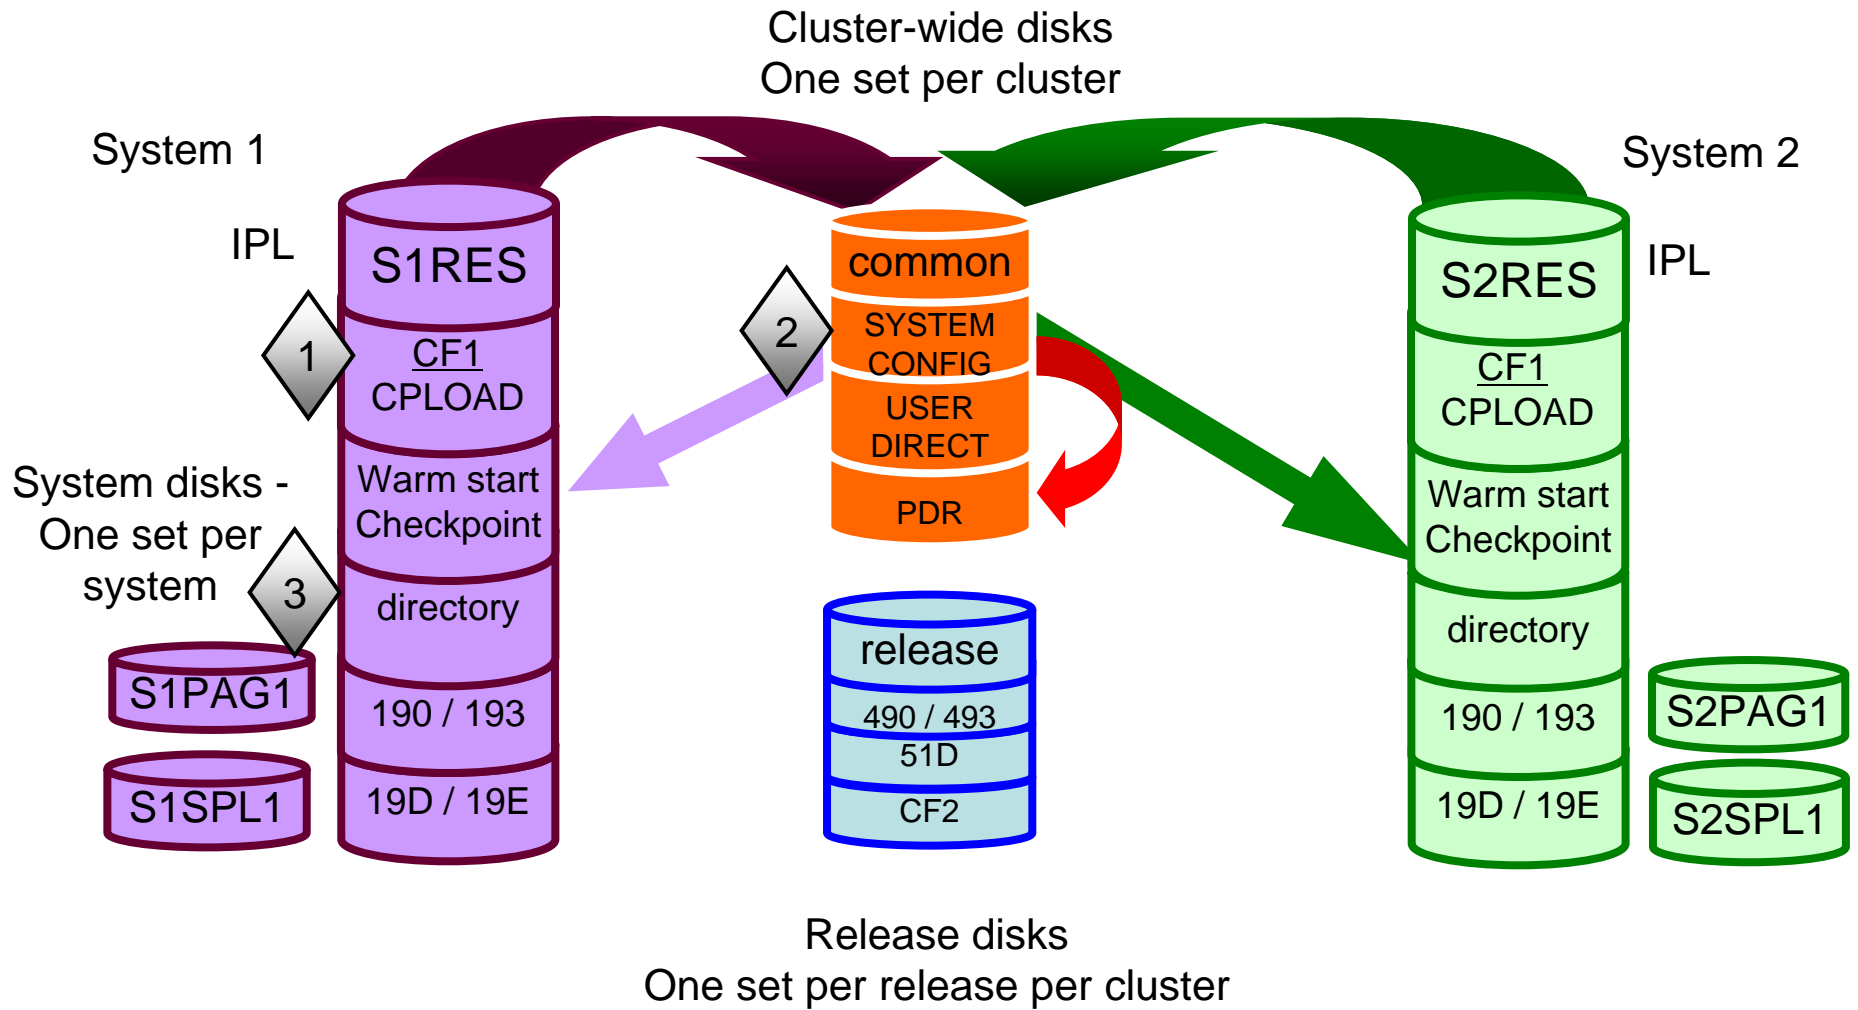 Cluster-wide disks
One set per cluster
System 1
System 2
IPL
S1RES
1
CF1
CPLOAD
Warm start
Checkpoint
System disks -
One set per
system
3
directory
S1PAG1
190 / 193
S1SPL1
19D / 19E
common
2
SYSTEM
CONFIG
USER
DIRECT
PDR
release
490 / 493
51D
CF2
IPL
S2RES
CF1
CPLOAD
Warm start
Checkpoint
directory
190 / 193
S2PAG1
19D / 19E
S2SPL1
Release disks
One set per release per cluster